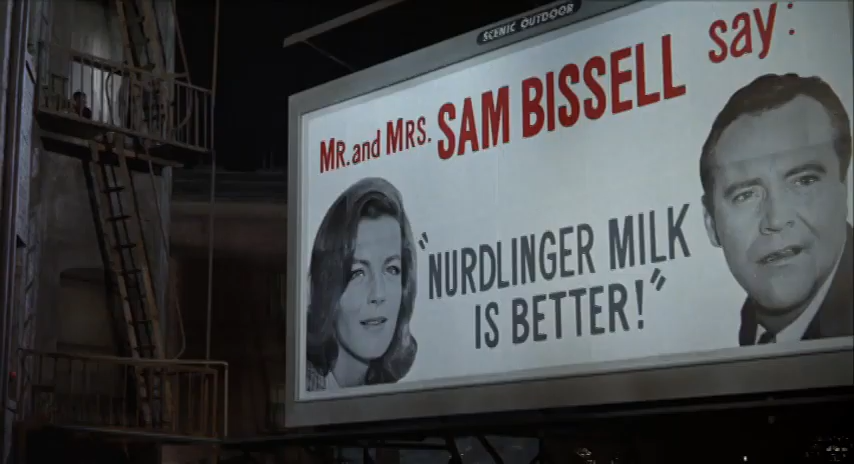 SCENIC OUTDOOR
MR. and MRS. SAM BISSELL say:
"NURDLINGER MILK
IS BETTER!"